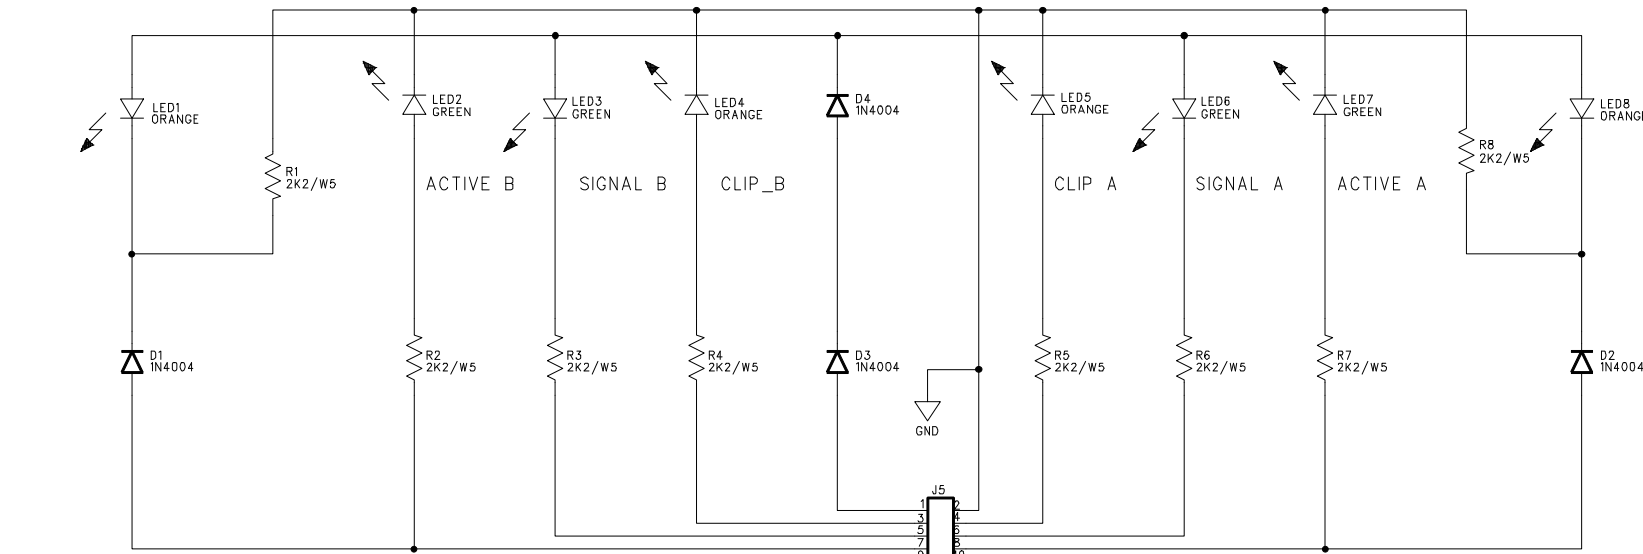 LED1
ORANGE
LED2
GREEN
LED3
GREEN
LED4
ORANGE
D4
1N4004
LED5
ORANGE
LED6
GREEN
LED7
GREEN
LED8
R1
2K2/W5
R8
2K2/W5
ACTIVE B
SIGNAL B
CLIP_B
CLIP A
SIGNAL A
ACTIVE A
D1
1N4004
R2
2K2/W5
R3
2K2/W5
R4
2K2/W5
D3
1N4004
R5
2K2/W5
R6
2K2/W5
R7
2K2/W5
D2
1N4004
GND
J5
1 2
3 4
5 6
7 8